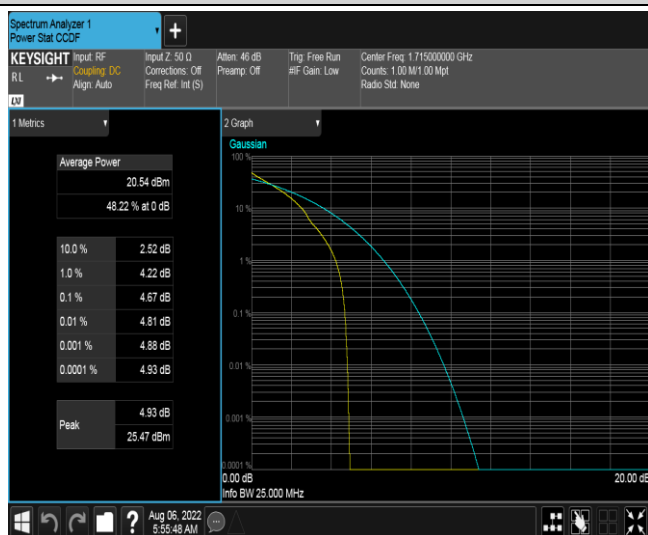 Spectrum Analyzer 1
Power Stat CCDF
KEYSIGHT
RL
LXI
Input: RF
Coupling: DC
Align: Auto
Input Z: 50 Ω
Corrections: Off
Freq Ref: Int (S)
Atten: 46 dB
Preamp: Off
Trig: Free Run
#IF Gain: Low
Center Freq: 1.715000000 GHz
Counts: 1.00 M/1.00 Mpt
Radio Std: None
1 Metrics
Average Power
20.54 dBm
48.22 % at 0 dB
10.0 % 2.52 dB
1.0 % 4.22 dB
0.1 % 4.67 dB
0.01 % 4.81 dB
0.001 % 4.88 dB
0.0001 % 4.93 dB
Peak
4.93 dB
25.47 dBm
2 Graph
Gaussian
100 %
10 %
1 %
0.1 %
0.01 %
0.001 %
0.0001 %
0.00 dB
20.00 dB
Info BW 25.000 MHz
Aug 06, 2022
5:55:48 AM